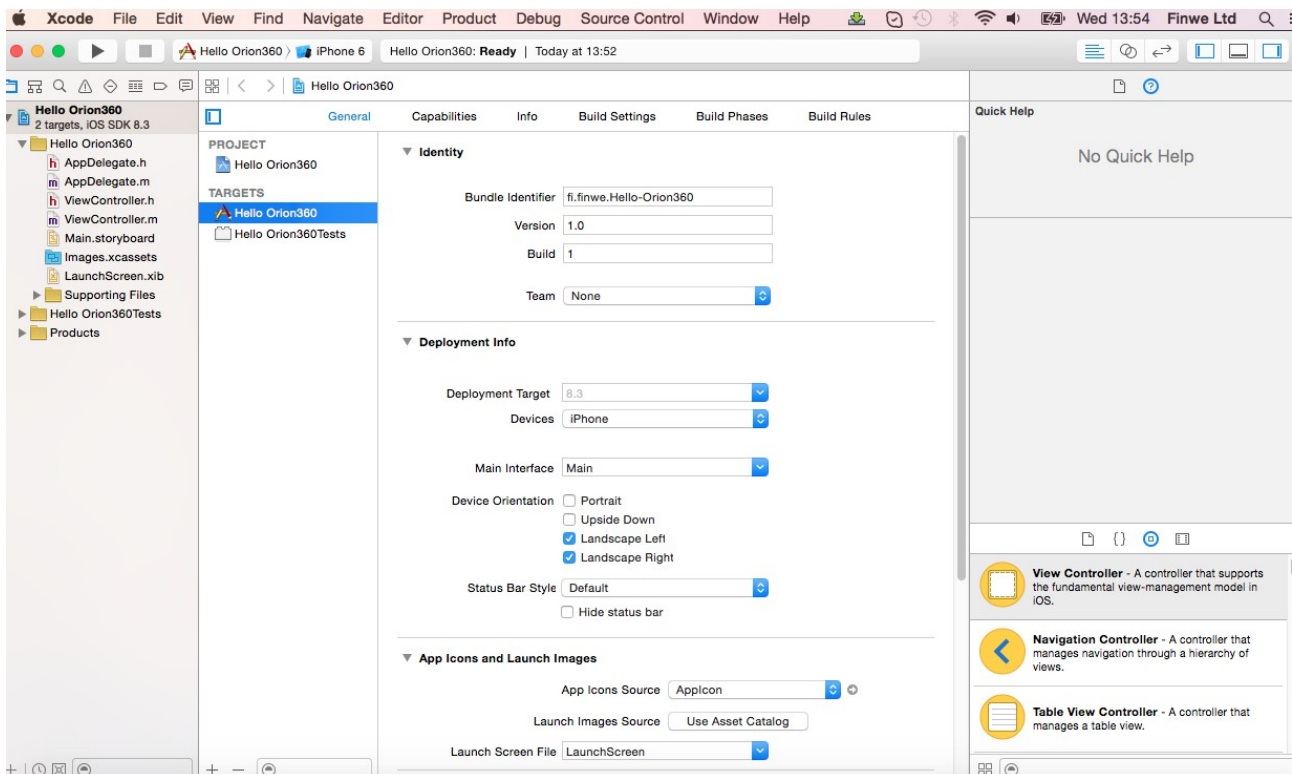 Xcode File Edit View Find Navigate Editor Product Debug Source Control Window Help Wed 13:54 Finwe Ltd
Hello Orion360 〉 iPhone 6 Hello Orion360: Ready | Today at 13:52
Hello Orion360
Hello Orion360
2 targets, iOS SDK 8.3
Hello Orion360
h AppDelegate.h
m AppDelegate.m
h ViewController.h
m ViewController.m
Main.storyboard
Images.xcassets
LaunchScreen.xib
Supporting Files
Hello Orion360Tests
Products
General Capabilities Info Build Settings Build Phases Build Rules
PROJECT
Hello Orion360
TARGETS
Hello Orion360
Hello Orion360Tests
Identity
Bundle Identifier fi.finwe.Hello-Orion360
Version 1.0
Build 1
Team None
Deployment Info
Deployment Target 8.3
Devices iPhone
Main Interface Main
Device Orientation Portrait
Upside Down
Landscape Left
Landscape Right
Status Bar Style Default
Hide status bar
App Icons and Launch Images
App Icons Source AppIcon
Launch Images Source Use Asset Catalog
Launch Screen File LaunchScreen
Quick Help
No Quick Help
View Controller - A controller that supports
the fundamental view-management model in
iOS.
Navigation Controller - A controller that
manages navigation through a hierarchy of
views.
Table View Controller - A controller that
manages a table view.